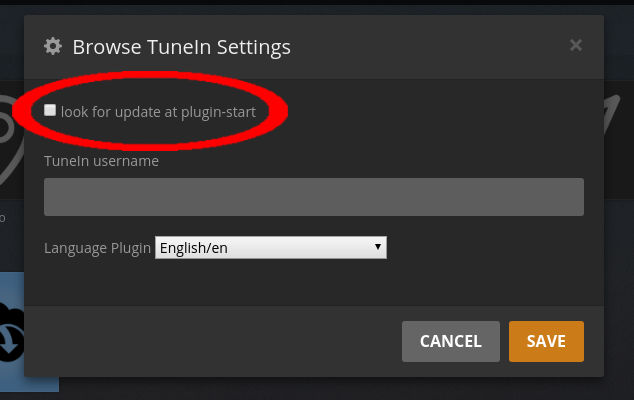 Browse TuneIn Settings
×
look for update at plugin-start
TuneIn username
Language Plugin English/en
CANCEL SAVE